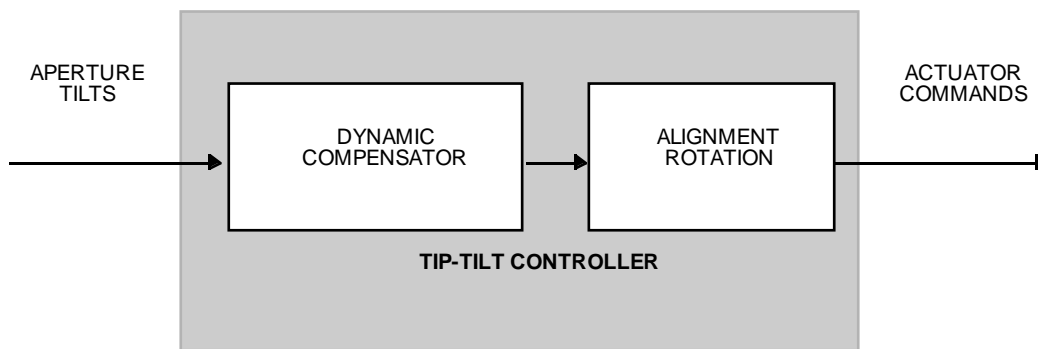 APERTURE
TILTS
DYNAMIC
COMPENSATOR
ALIGNMENT
ROTATION
ACTUATOR
COMMANDS
TIP-TILT CONTROLLER